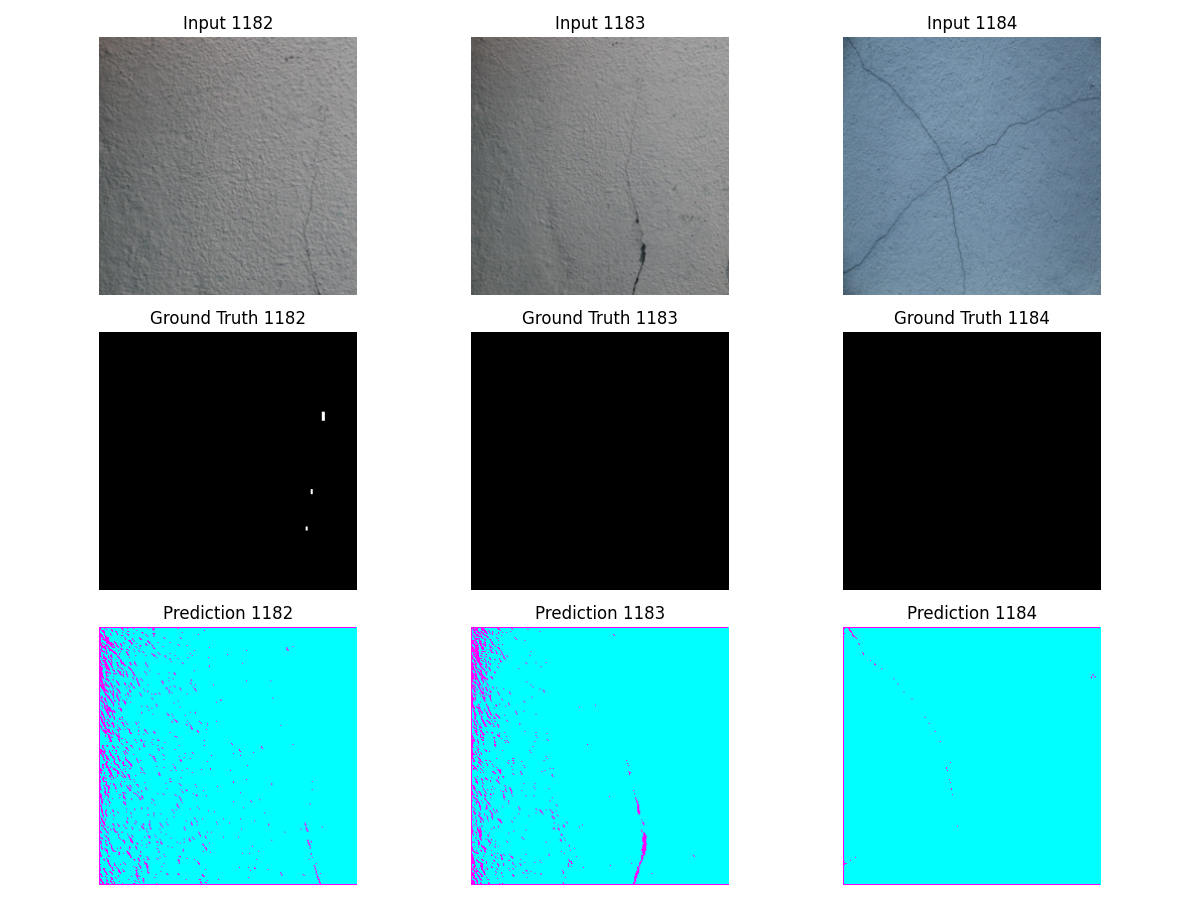 Input 1182
Input 1183
Input 1184
Ground Truth 1182
Ground Truth 1183
Ground Truth 1184
Prediction 1182
Prediction 1183
Prediction 1184